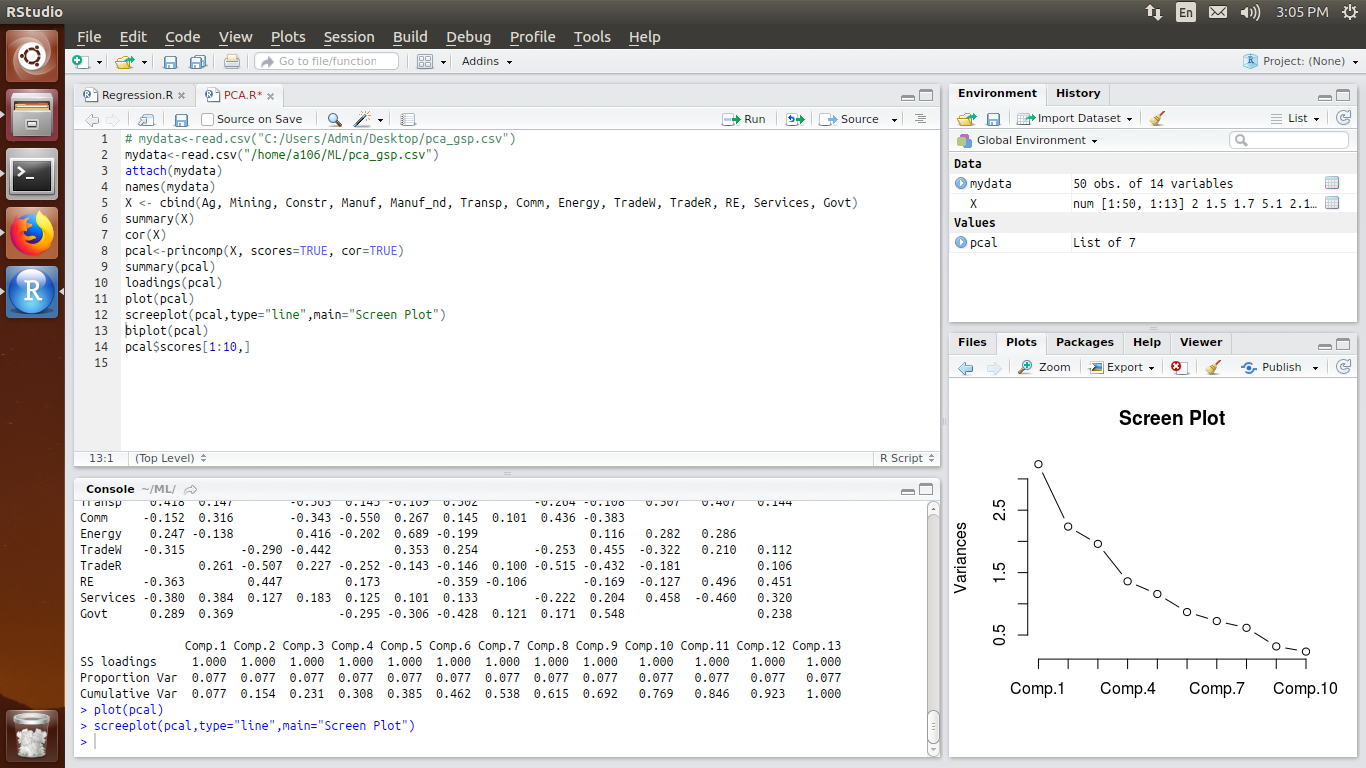 RStudio
En
3:05 PM
File Edit Code View Plots Session Build Debug Profile Tools Help
Go to file/function
Addins
Project: (None)
Regression.R
PCA.R*
Source on Save
Run
Source
1 # mydata<-read.csv("C:/Users/Admin/Desktop/pca_gsp.csv")
2 mydata<-read.csv("/home/a106/ML/pca_gsp.csv")
3 attach(mydata)
4 names(mydata)
5 X <- cbind(Ag, Mining, Constr, Manuf, Manuf_nd, Transp, Comm, Energy, TradeW, TradeR, RE, Services, Govt)
6 summary(X)
7 cor(X)
8 pcal<-princomp(X, scores=TRUE, cor=TRUE)
9 summary(pcal)
10 loadings(pcal)
11 plot(pcal)
12 screeplot(pcal,type="line",main="Screen Plot")
13 biplot(pcal)
14 pcal$scores[1:10,]
15
13:1 (Top Level) R Script
Console ~/ML/
Transp 0.418 0.147 -0.363 0.145 -0.169 0.502 -0.264 -0.108 0.307 0.407 0.144
Comm -0.152 0.316 -0.343 -0.550 0.267 0.145 0.101 0.436 -0.383
Energy 0.247 -0.138 0.416 -0.202 0.689 -0.199 0.116 0.282 0.286
TradeW -0.315 -0.290 -0.442 0.353 0.254 -0.253 0.455 -0.322 0.210 0.112
TradeR 0.261 -0.507 0.227 -0.252 -0.143 -0.146 0.100 -0.515 -0.432 -0.181 0.106
RE -0.363 0.447 0.173 -0.359 -0.106 -0.169 -0.127 0.496 0.451
Services -0.380 0.384 0.127 0.183 0.125 0.101 0.133 -0.222 0.204 0.458 -0.460 0.320
Govt 0.289 0.369 -0.295 -0.306 -0.428 0.121 0.171 0.548 0.238
Comp.1 Comp.2 Comp.3 Comp.4 Comp.5 Comp.6 Comp.7 Comp.8 Comp.9 Comp.10 Comp.11 Comp.12 Comp.13
SS loadings 1.000 1.000 1.000 1.000 1.000 1.000 1.000 1.000 1.000 1.000 1.000 1.000 1.000
Proportion Var 0.077 0.077 0.077 0.077 0.077 0.077 0.077 0.077 0.077 0.077 0.077 0.077 0.077
Cumulative Var 0.077 0.154 0.231 0.308 0.385 0.462 0.538 0.615 0.692 0.769 0.846 0.923 1.000
> plot(pcal)
> screeplot(pcal,type="line",main="Screen Plot")
>
Environment History
Import Dataset
List
Global Environment
Data
mydata 50 obs. of 14 variables
X num [1:50, 1:13] 2 1.5 1.7 5.1 2.1…
Values
pcal List of 7
Files Plots Packages Help Viewer
Zoom Export Publish
Screen Plot
Variances
2.5
1.5
0.5
Comp.1 Comp.4 Comp.7 Comp.10